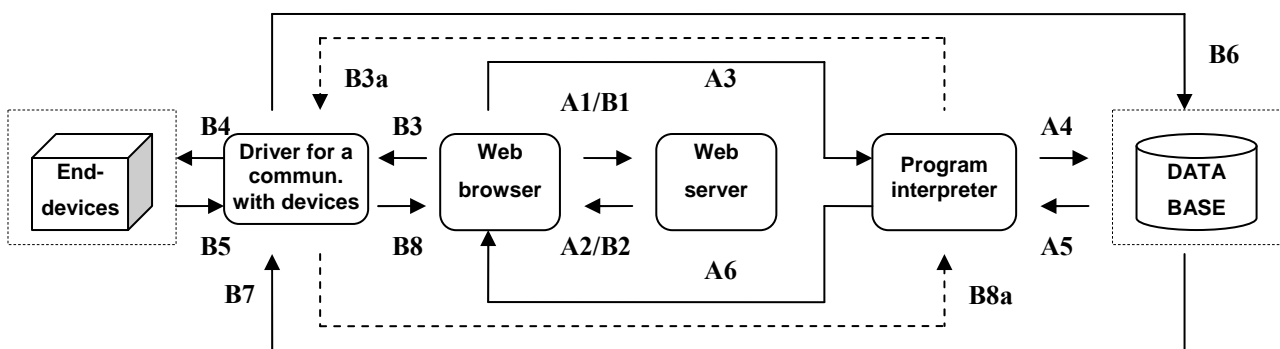 B6
B3a
A3
A1/B1
B4
B3
A4
End-
devices
Driver for a
commun.
with devices
Web
browser
Web
server
Program
interpreter
DATA
BASE
B5
B8
A2/B2
A5
A6
B7
B8a